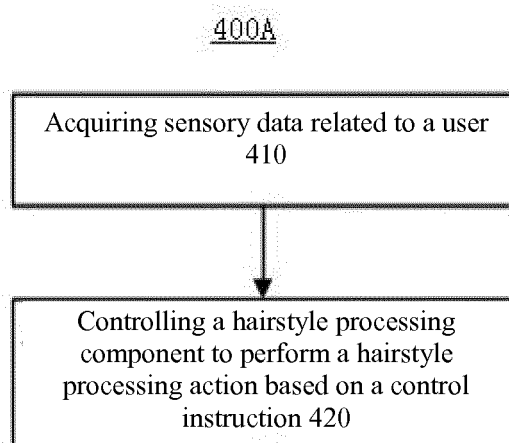 400A
Acquiring sensory data related to a user
410
Controlling a hairstyle processing
component to perform a hairstyle
processing action based on a control
instruction 420